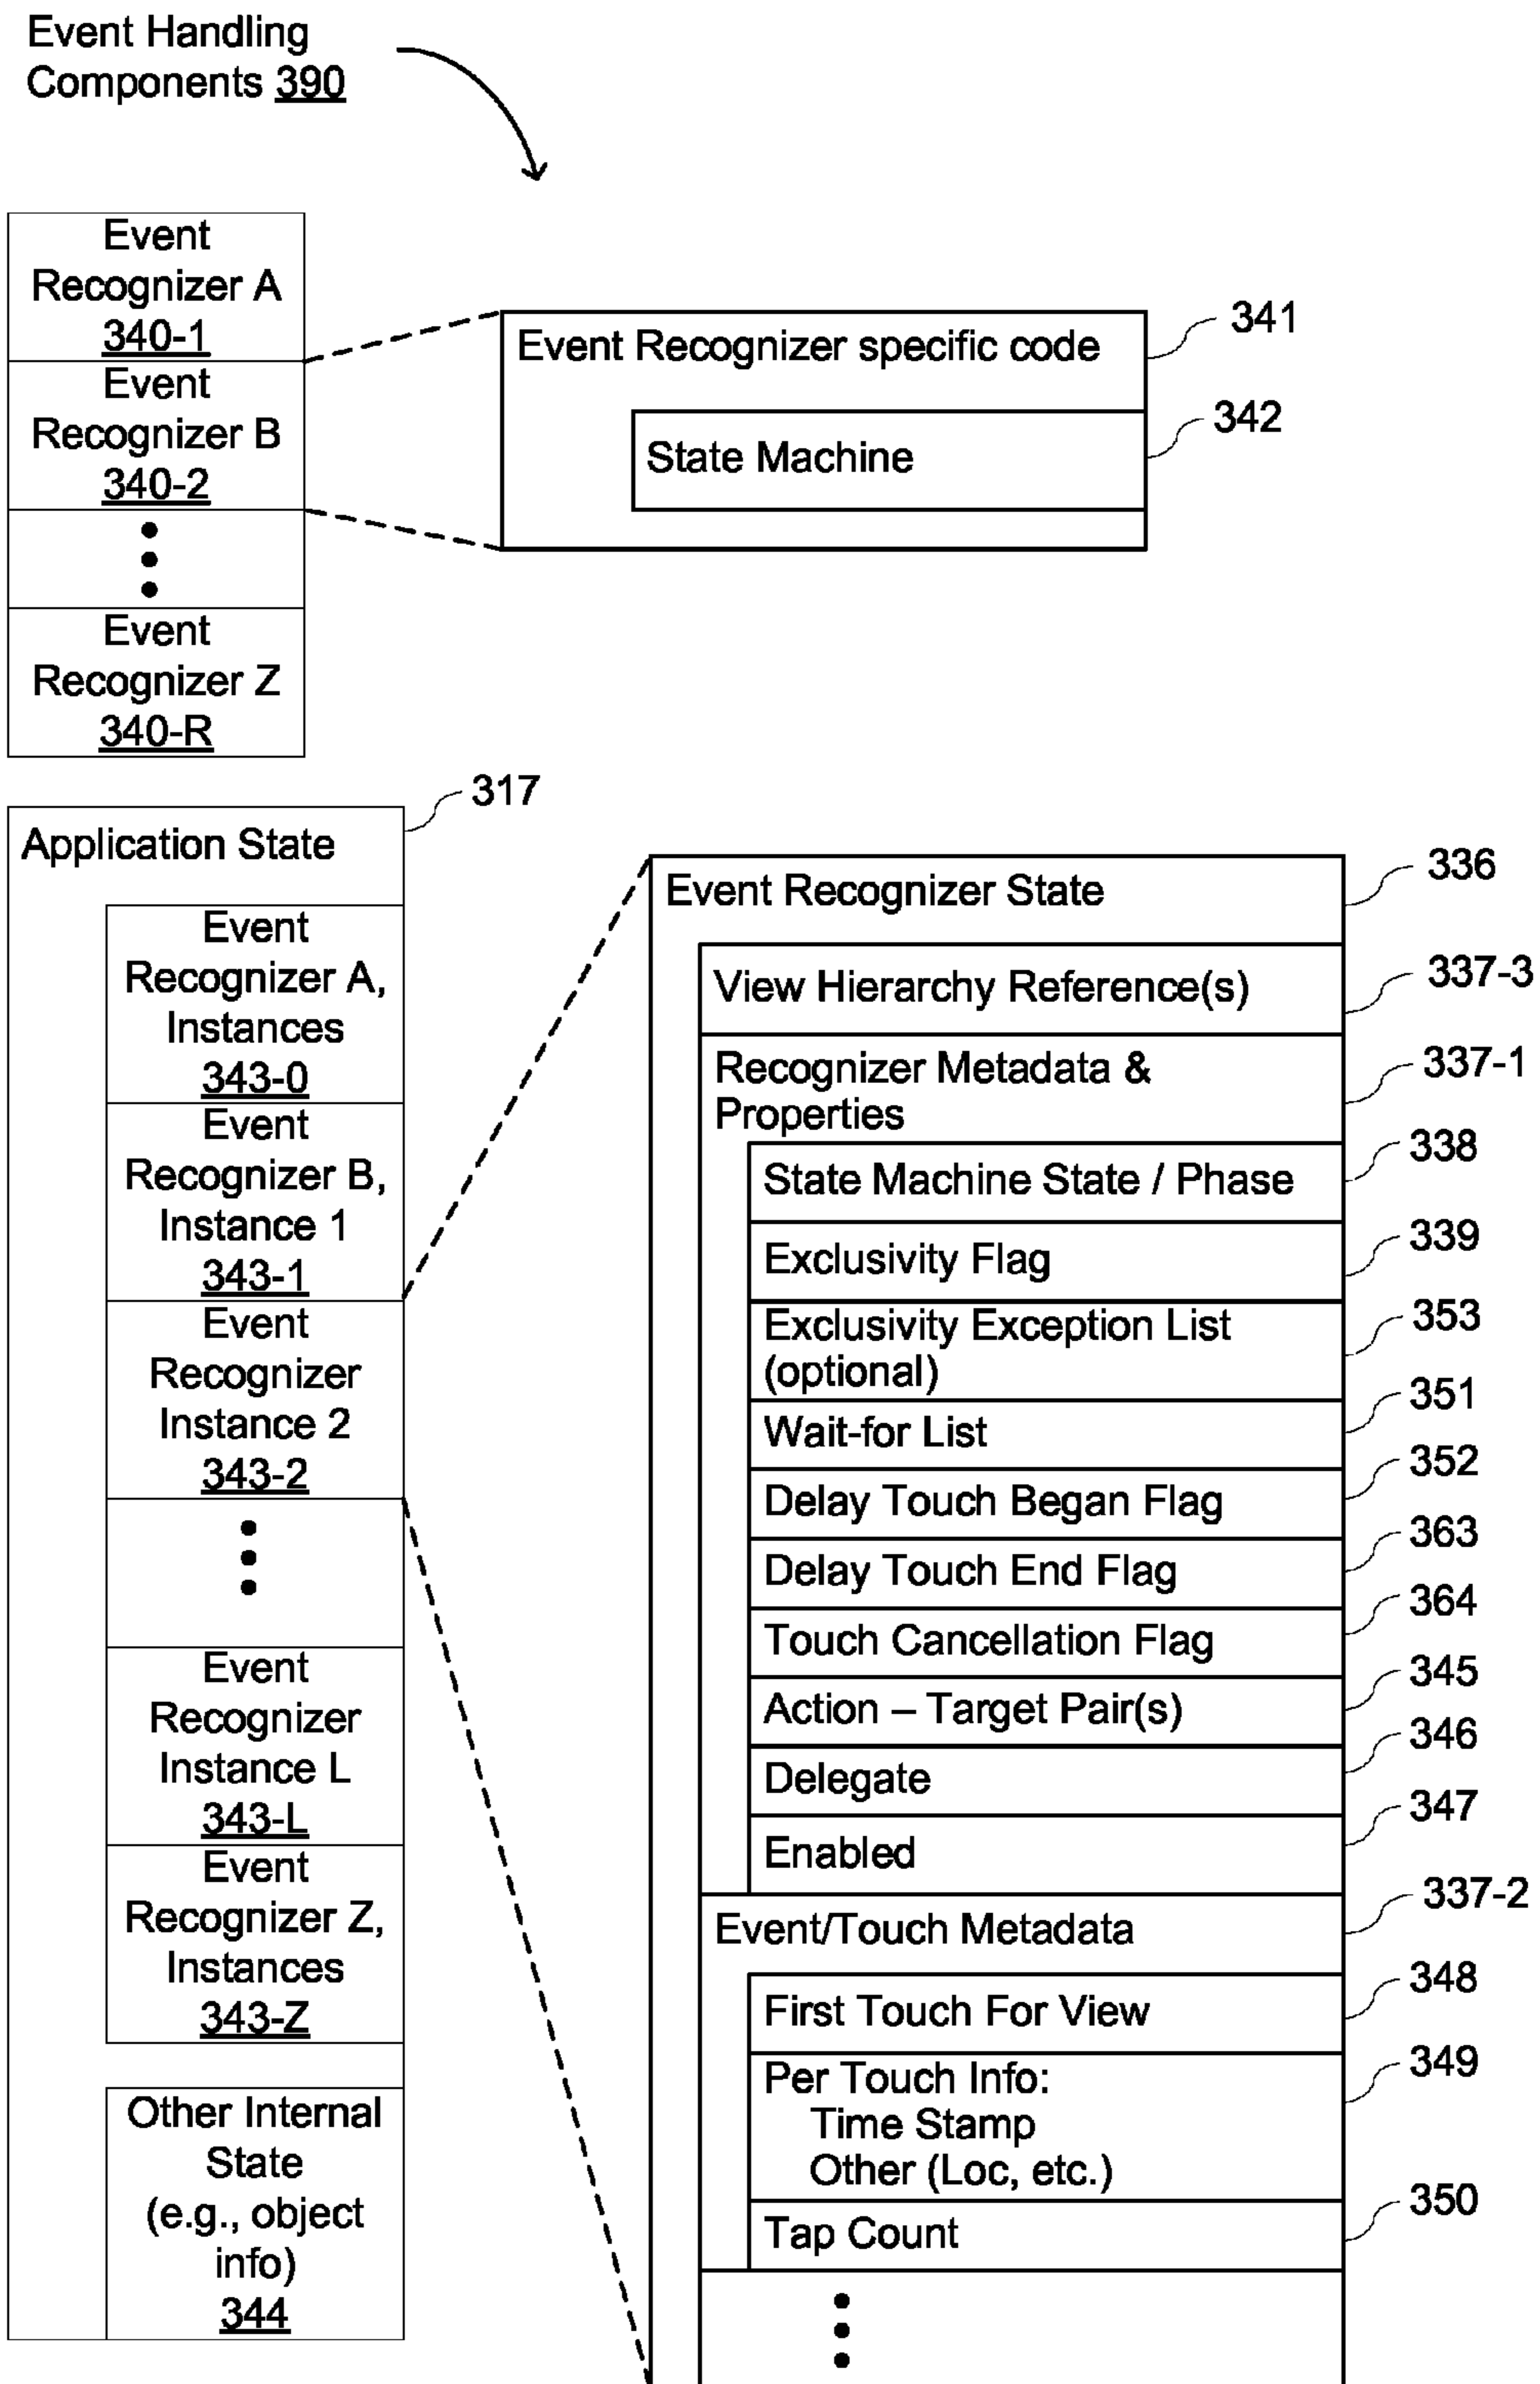 Event Handling
Components 390
Event
Recognizer A
340-1
Event
Recognizer B
340-2
Event
Recognizer Z
340-R
Event Recognizer specific code
341
State Machine
342
317
Application State
Event
Recognizer A,
Instances
343-0
Event
Recognizer B,
Instance 1
343-1
Event
Recognizer
Instance 2
343-2
Event
Recognizer
Instance L
343-L
Event
Recognizer Z,
Instances
343-Z
Other Internal
State
(e.g., object
info)
344
Event Recognizer State
336
View Hierarchy Reference(s)
337-3
Recognizer Metadata &
Properties
337-1
State Machine State / Phase
338
Exclusivity Flag
339
Exclusivity Exception List
(optional)
353
Wait-for List
351
Delay Touch Began Flag
352
Delay Touch End Flag
363
Touch Cancellation Flag
364
Action – Target Pair(s)
345
Delegate
346
Enabled
347
Event/Touch Metadata
337-2
First Touch For View
348
Per Touch Info:
Time Stamp
Other (Loc, etc.)
349
Tap Count
350